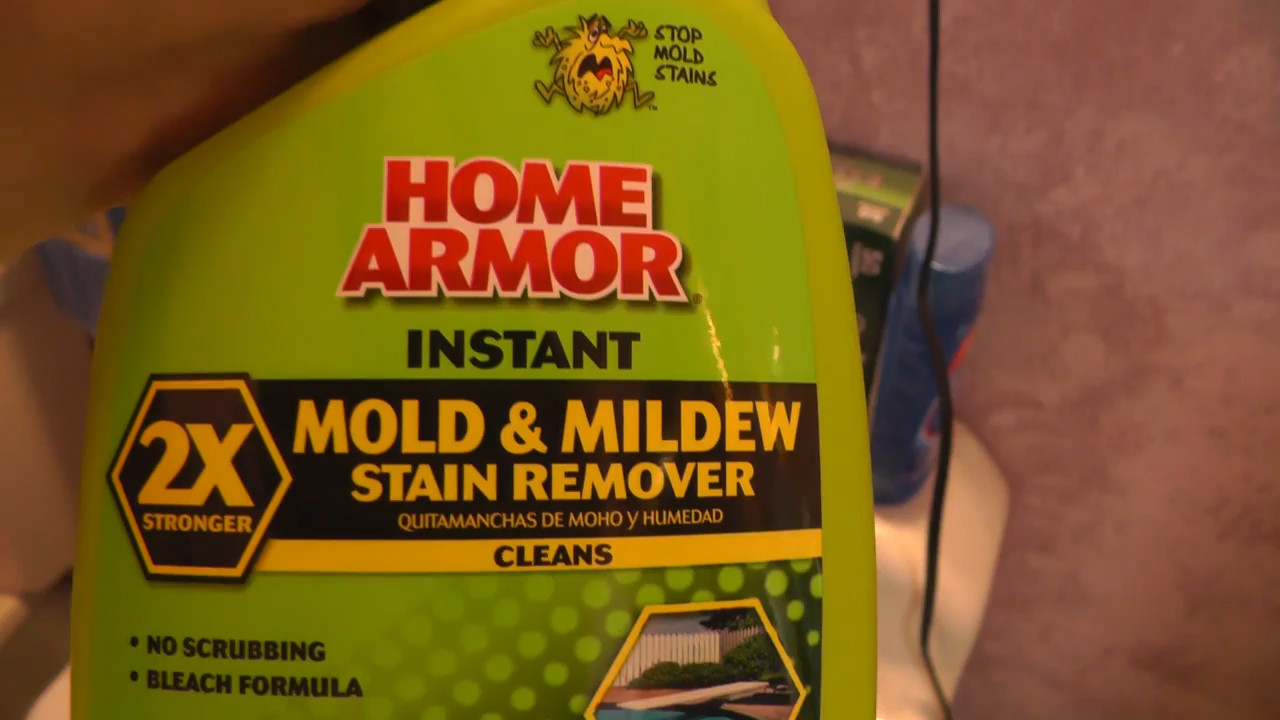 STOP
MOLD
STAINS
HOME
ARMOR®
INSTANT
2X
STRONGER
MOLD & MILDEW
STAIN REMOVER
QUITAMANCHAS DE MOHO y HUMEDAD
CLEANS
• NO SCRUBBING
• BLEACH FORMULA